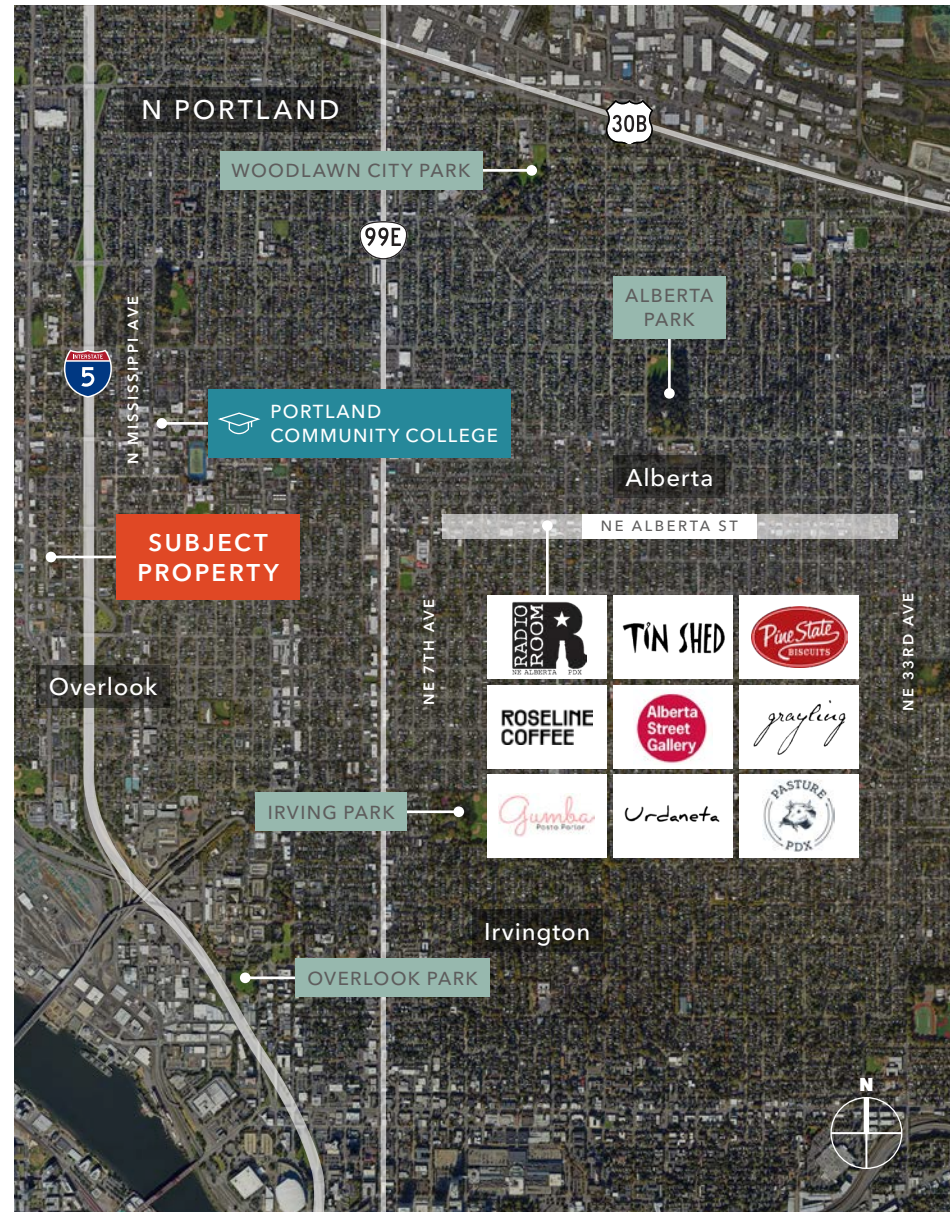 N PORTLAND
30B
WOODLAWN CITY PARK
99E
ALBERTA
PARK
N MISSISSIPPI AVE
INTERSTATE
5
PORTLAND
COMMUNITY COLLEGE
Alberta
NE ALBERTA ST
SUBJECT
PROPERTY
NE 7TH AVE
NE 33RD AVE
RADIO
ROOM
R
NE ALBERTA PDX
TIN SHED
Pine State
BISCUITS
Overlook
ROSELINE
COFFEE
Alberta
Street
Gallery
grayling
IRVING PARK
Gumba
Pasta Parlor
Urdaneta
PASTURE
PDX
Irvington
OVERLOOK PARK
N